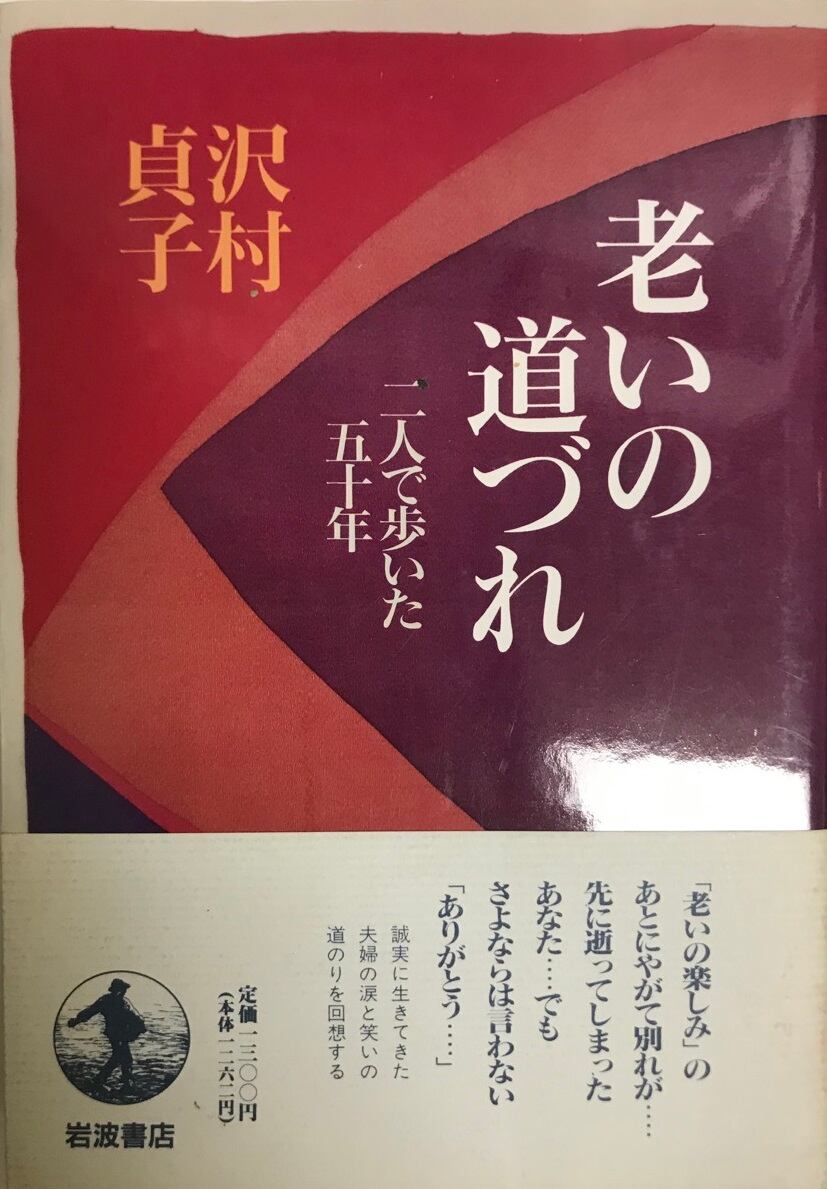 老いの
道づれ
二人で歩いた
五十年
沢村
貞子
「老いの楽しみ」の
あとにやがて別れが‥‥
先に逝ってしまった
あなた‥‥でも
さよならは言わない
「ありがとう‥‥」
誠実に生きてきた
夫婦の涙と笑いの
道のりを回想する
定価一三〇〇円
(本体一二六二円)
岩波書店